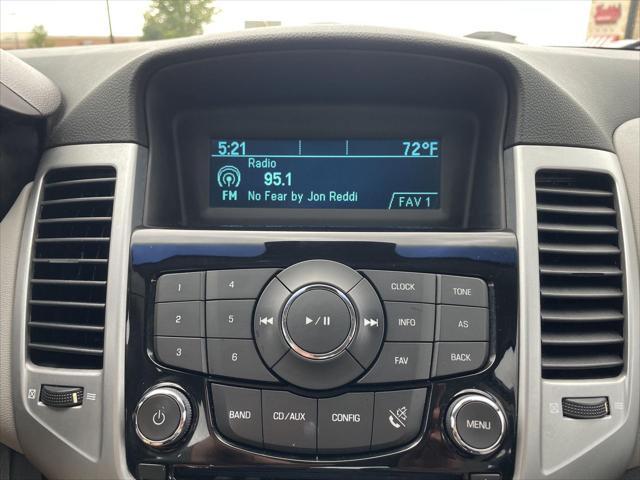 5:21 72°F
Radio
95.1
FM No Fear by Jon Reddi FAV 1
1 4 CLOCK TONE
2 5 INFO AS
3 6 FAV BACK
BAND CD/AUX CONFIG
MENU